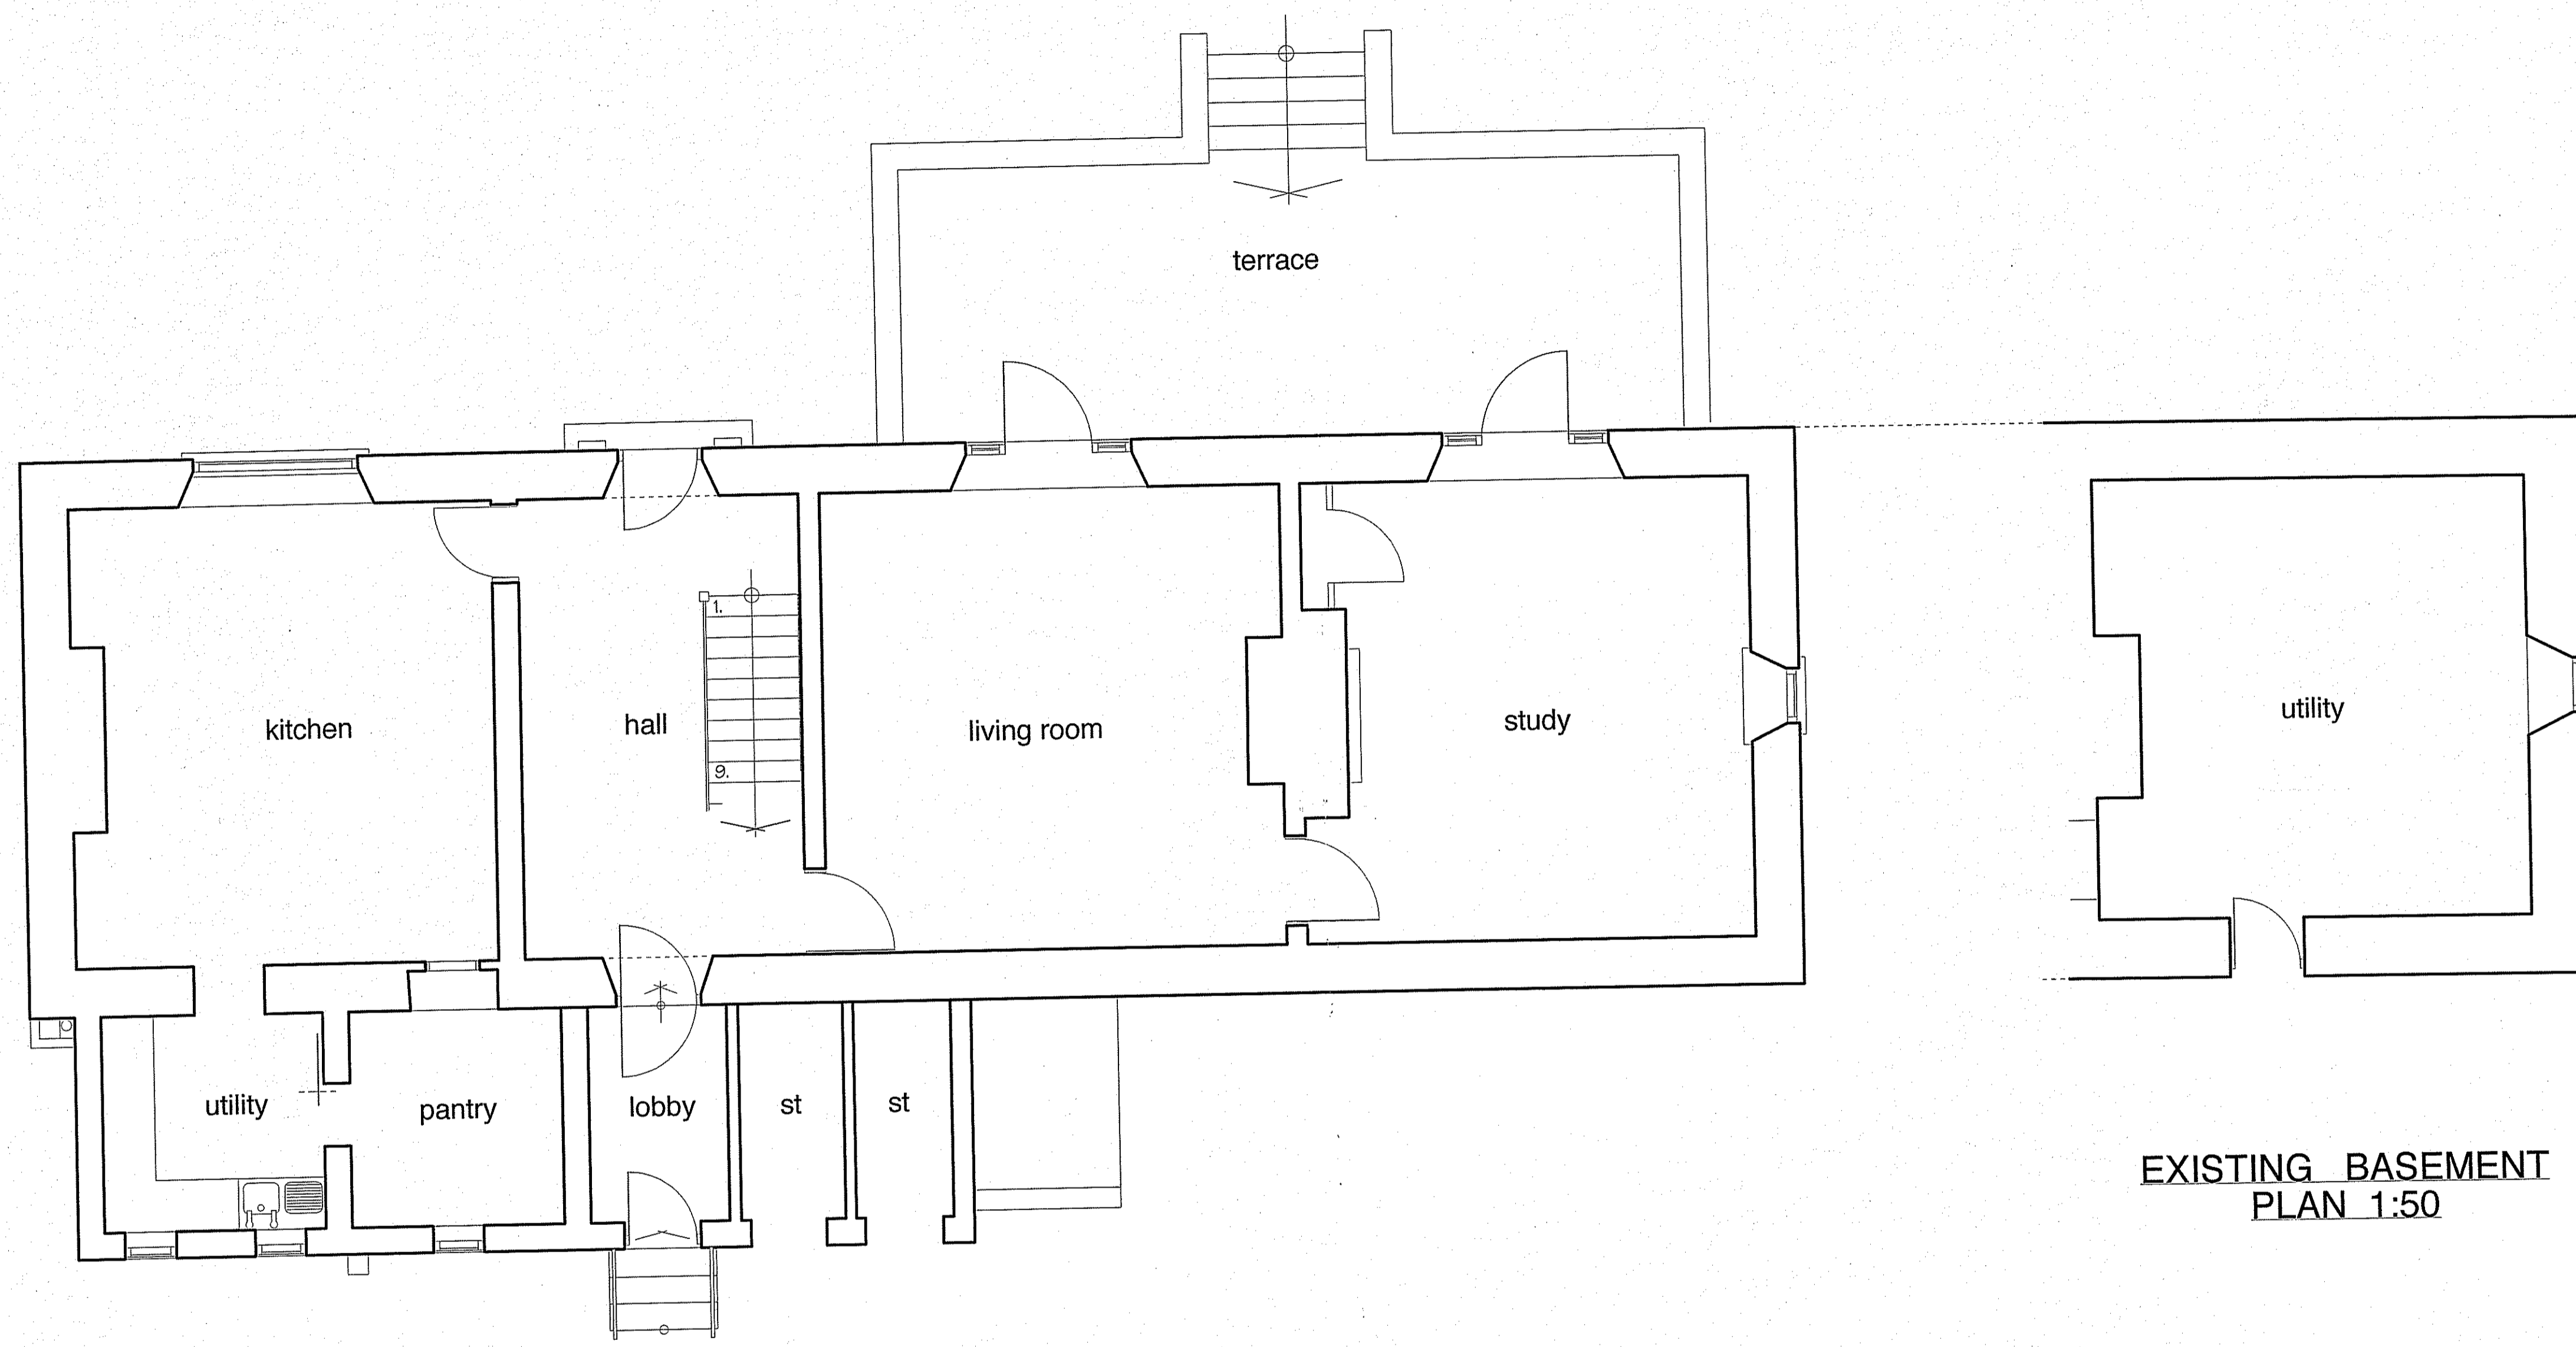 terrace
1.
9.
kitchen
hall
living room
study
utility
utility
pantry
lobby
st
st
EXISTING BASEMENT
PLAN 1:50